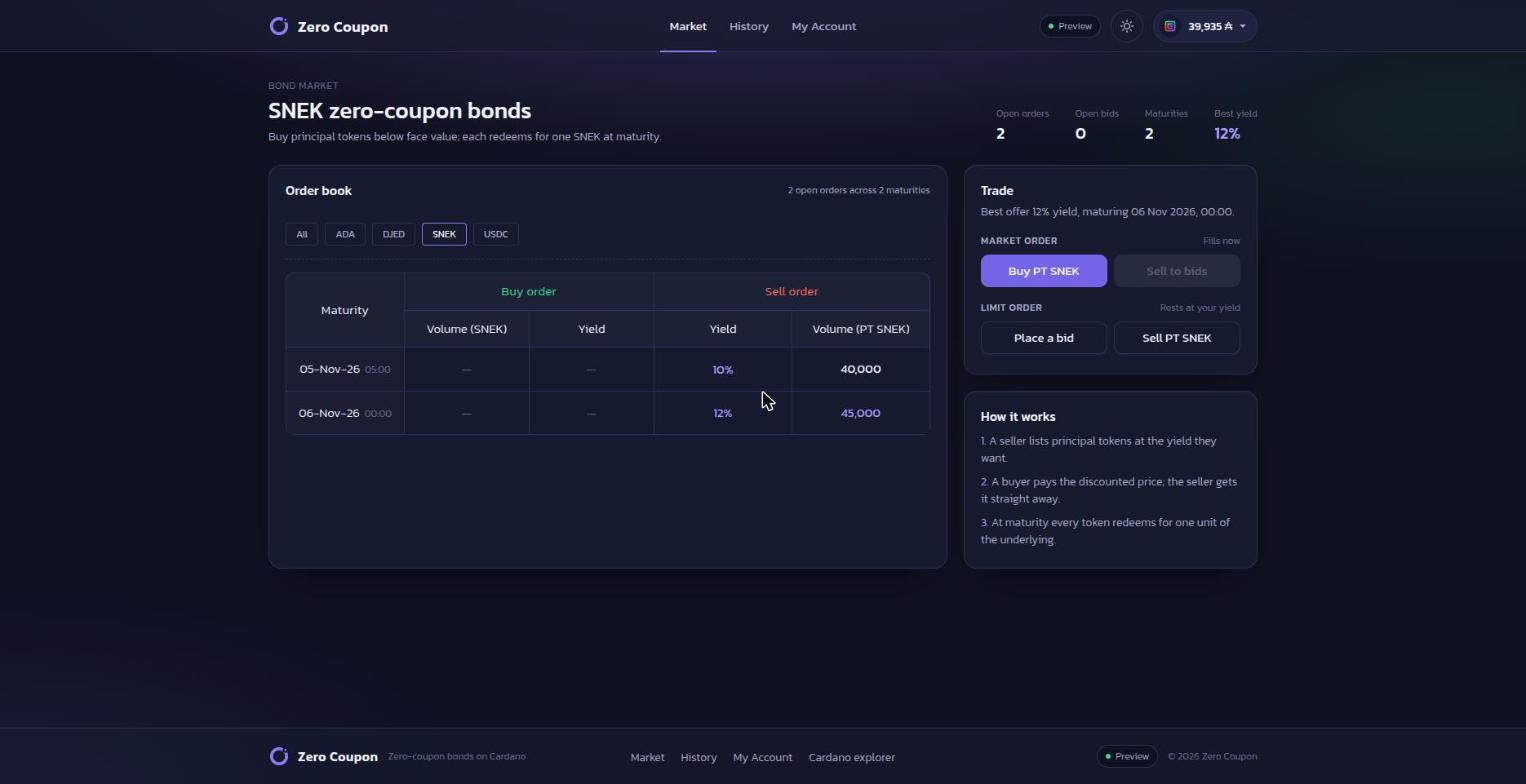 Zero Coupon
Market History My Account
Preview
39,935 ₳
BOND MARKET
SNEK zero-coupon bonds
Buy principal tokens below face value; each redeems for one SNEK at maturity.
Open orders Open bids Maturities Best yield
2 0 2 12%
Order book
2 open orders across 2 maturities
All ADA DJED SNEK USDC
Maturity
Buy order Sell order
Volume (SNEK) Yield Yield Volume (PT SNEK)
05-Nov-26 05:00 — — 10% 40,000
06-Nov-26 00:00 — — 12% 45,000
Trade
Best offer 12% yield, maturing 06 Nov 2026, 00:00.
MARKET ORDER Fills now
Buy PT SNEK Sell to bids
LIMIT ORDER Rests at your yield
Place a bid Sell PT SNEK
How it works
1. A seller lists principal tokens at the yield they
want.
2. A buyer pays the discounted price; the seller gets
it straight away.
3. At maturity every token redeems for one unit of
the underlying.
Zero Coupon Zero-coupon bonds on Cardano
Market History My Account Cardano explorer
Preview © 2026 Zero Coupon